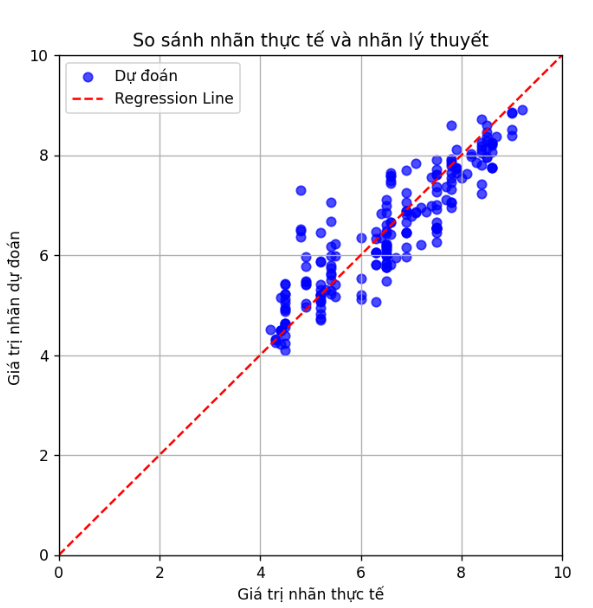 So sánh nhãn thực tế và nhãn lý thuyết
Dự đoán
Regression Line
10
8
6
4
2
0
Giá trị nhãn dự đoán
0 2 4 6 8 10
Giá trị nhãn thực tế